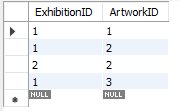 ExhibitionID ArtworkID
1 1
1 2
2 2
1 3
NULL NULL